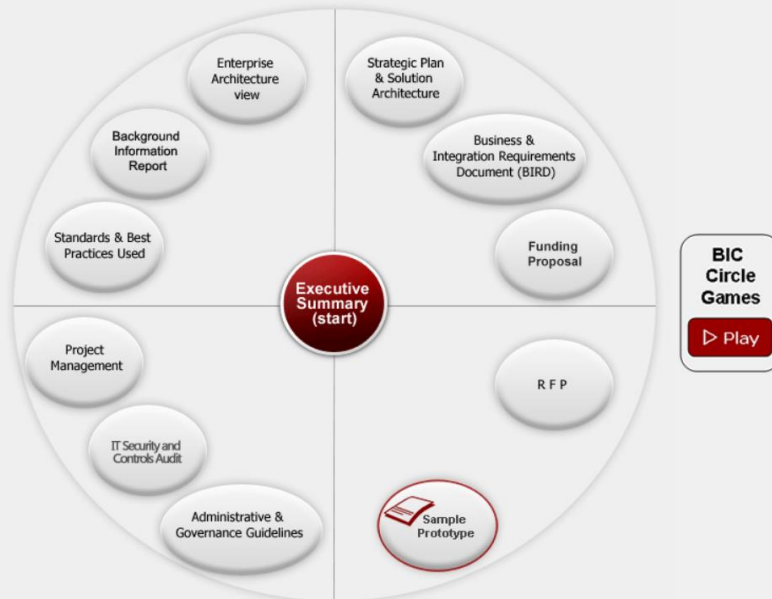 Enterprise
Architecture
view
Strategic Plan
& Solution
Architecture
Background
Information
Report
Business &
Integration Requirements
Document (BIRD)
Standards & Best
Practices Used
Funding
Proposal
Executive
Summary
(start)
BIC
Circle
Games
Play
Project
Management
R F P
IT Security and
Controls Audit
Administrative &
Governance Guidelines
Sample
Prototype